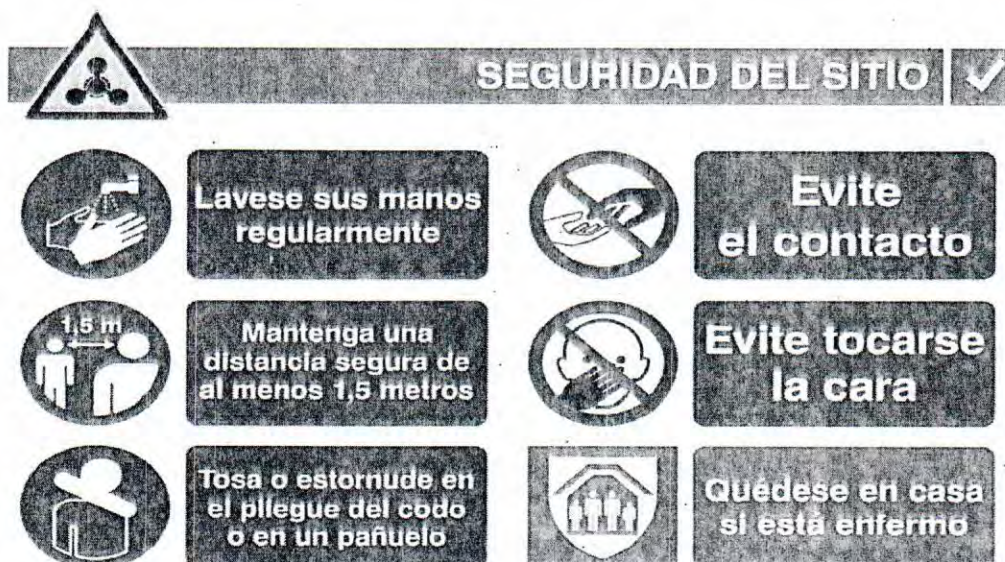 SEGURIDAD DEL SITIO
Lavese sus manos
regularmente
Evite
el contacto
1,5 m
Mantenga una
distancia segura de
al menos 1,5 metros
Evite tocarse
la cara
Tosa o estornude en
el pliegue del codo
o en un pañuelo
Quédese en casa
si está enfermo